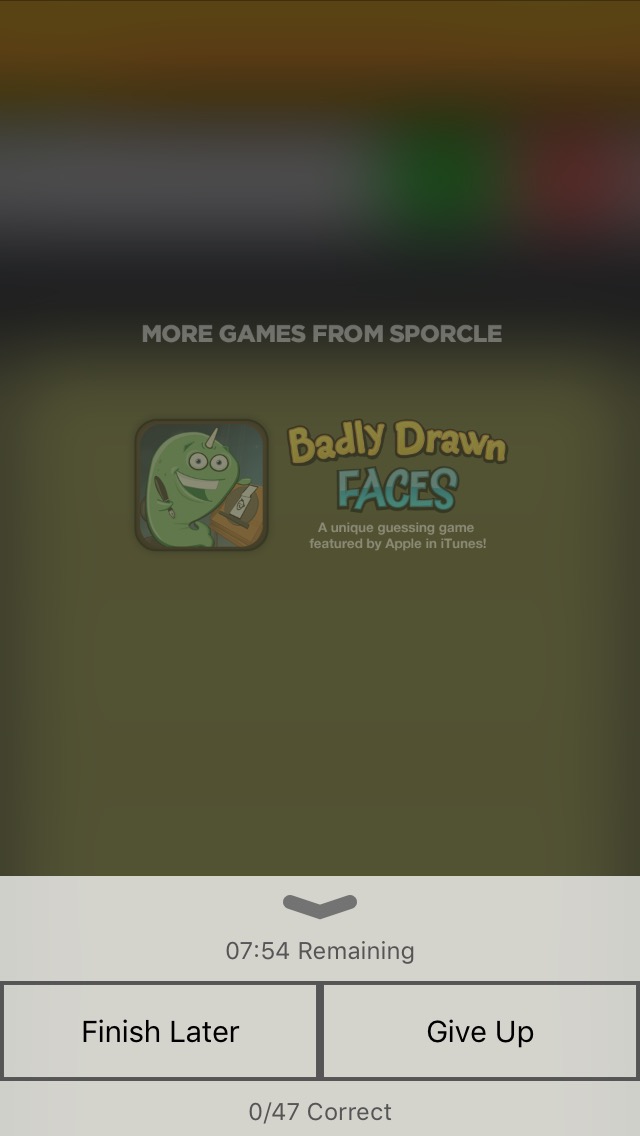 MORE GAMES FROM SPORCLE
Badly Drawn
FACES
A unique guessing game
featured by Apple in iTunes!
07:54 Remaining
Finish Later
Give Up
0/47 Correct